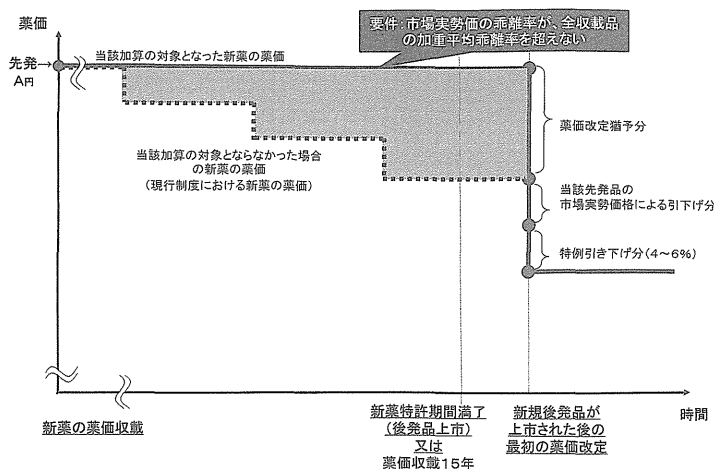 薬価
要件:市場実勢価の乖離率が、全収載品
の加重平均乖離率を超えない
当該加算の対象となった新薬の薬価
先発→
A円
薬価改定猶予分
当該加算の対象とならなかった場合
の新薬の薬価
(現行制度における新薬の薬価)
当該先発品の
市場実勢価格による引下げ分
特例引き下げ分(4~6%)
時間
新薬の薬価収載
新薬特許期間満了
(後発品上市)
又は
薬価収載15年
新規後発品が
上市された後の
最初の薬価改定